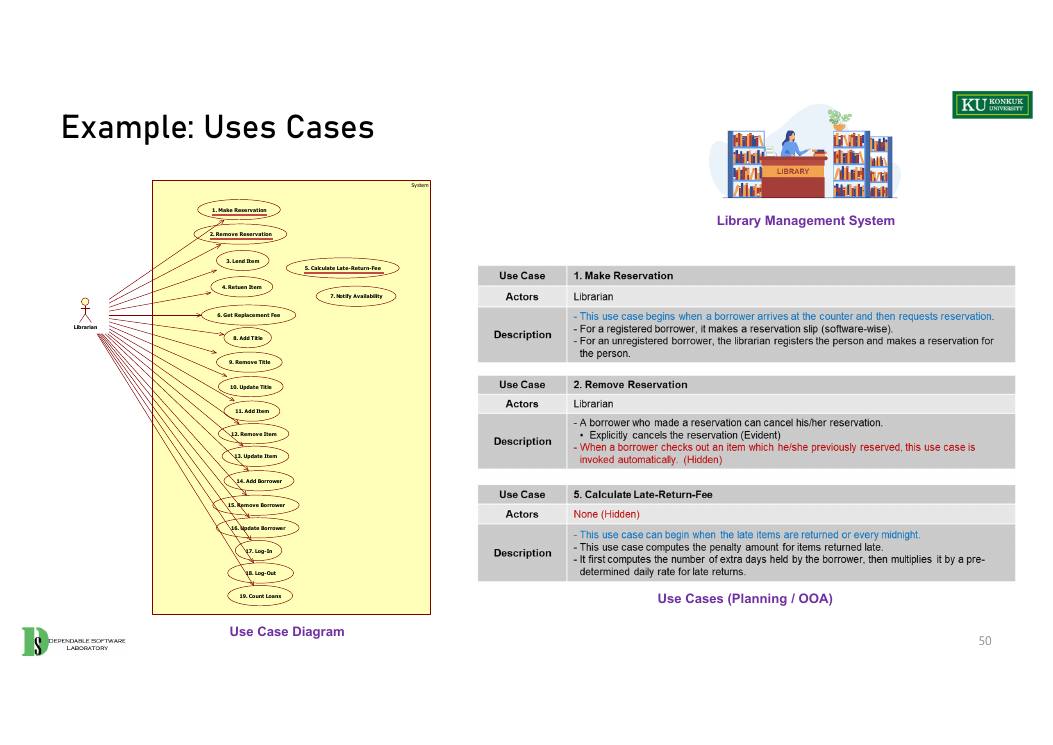 Example: Uses Cases
KU KONKUK
UNIVERSITY
LIBRARY
Library Management System
System
1. Make Reservation
2. Remove Reservation
3. Lend Item
5. Calculate Late-Return-Fee
4. Retuen Item
7. Notify Availability
6. Get Replacement Fee
8. Add Title
9. Remove Title
10. Update Title
11. Add Item
12. Remove Item
13. Update Item
14. Add Borrower
15. Remove Borrower
16. Update Borrower
17. Log-In
18. Log-Out
19. Count Loans
Librarian
Use Case Diagram
Use Case 1. Make Reservation
Actors Librarian
Description
- This use case begins when a borrower arrives at the counter and then requests reservation.
- For a registered borrower, it makes a reservation slip (software-wise).
- For an unregistered borrower, the librarian registers the person and makes a reservation for
the person.
Use Case 2. Remove Reservation
Actors Librarian
Description
- A borrower who made a reservation can cancel his/her reservation.
• Explicitly cancels the reservation (Evident)
- When a borrower checks out an item which he/she previously reserved, this use case is
invoked automatically. (Hidden)
Use Case 5. Calculate Late-Return-Fee
Actors None (Hidden)
Description
- This use case can begin when the late items are returned or every midnight.
- This use case computes the penalty amount for items returned late.
- It first computes the number of extra days held by the borrower, then multiplies it by a pre-
determined daily rate for late returns.
Use Cases (Planning / OOA)
DS DEPENDABLE SOFTWARE
LABORATORY
50